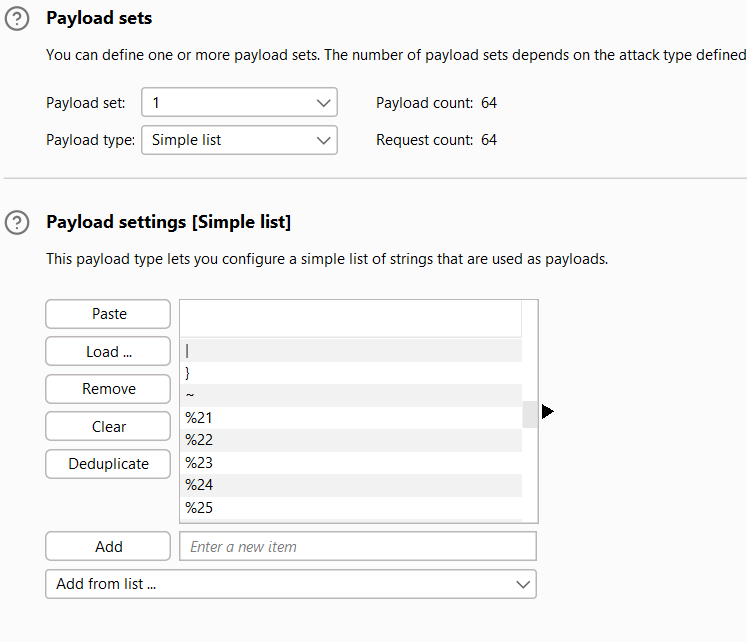 Payload sets
You can define one or more payload sets. The number of payload sets depends on the attack type defined
Payload set: 1 Payload count: 64
Payload type: Simple list Request count: 64
Payload settings [Simple list]
This payload type lets you configure a simple list of strings that are used as payloads.
Paste
Load ...
Remove
Clear
Deduplicate
|
}
~
%21
%22
%23
%24
%25
Add
Enter a new item
Add from list ...